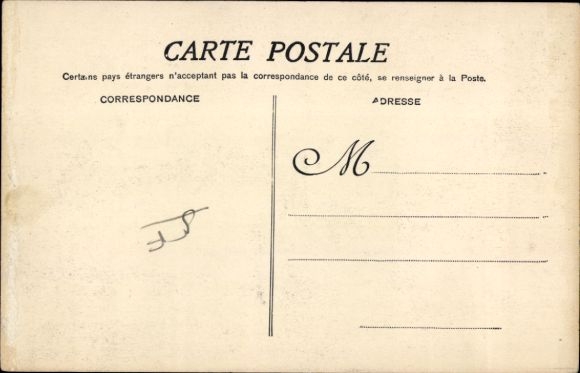 CARTE POSTALE
Certains pays étrangers n'acceptant pas la correspondance de ce côté, se renseigner à la Poste.
CORRESPONDANCE
ADRESSE
M